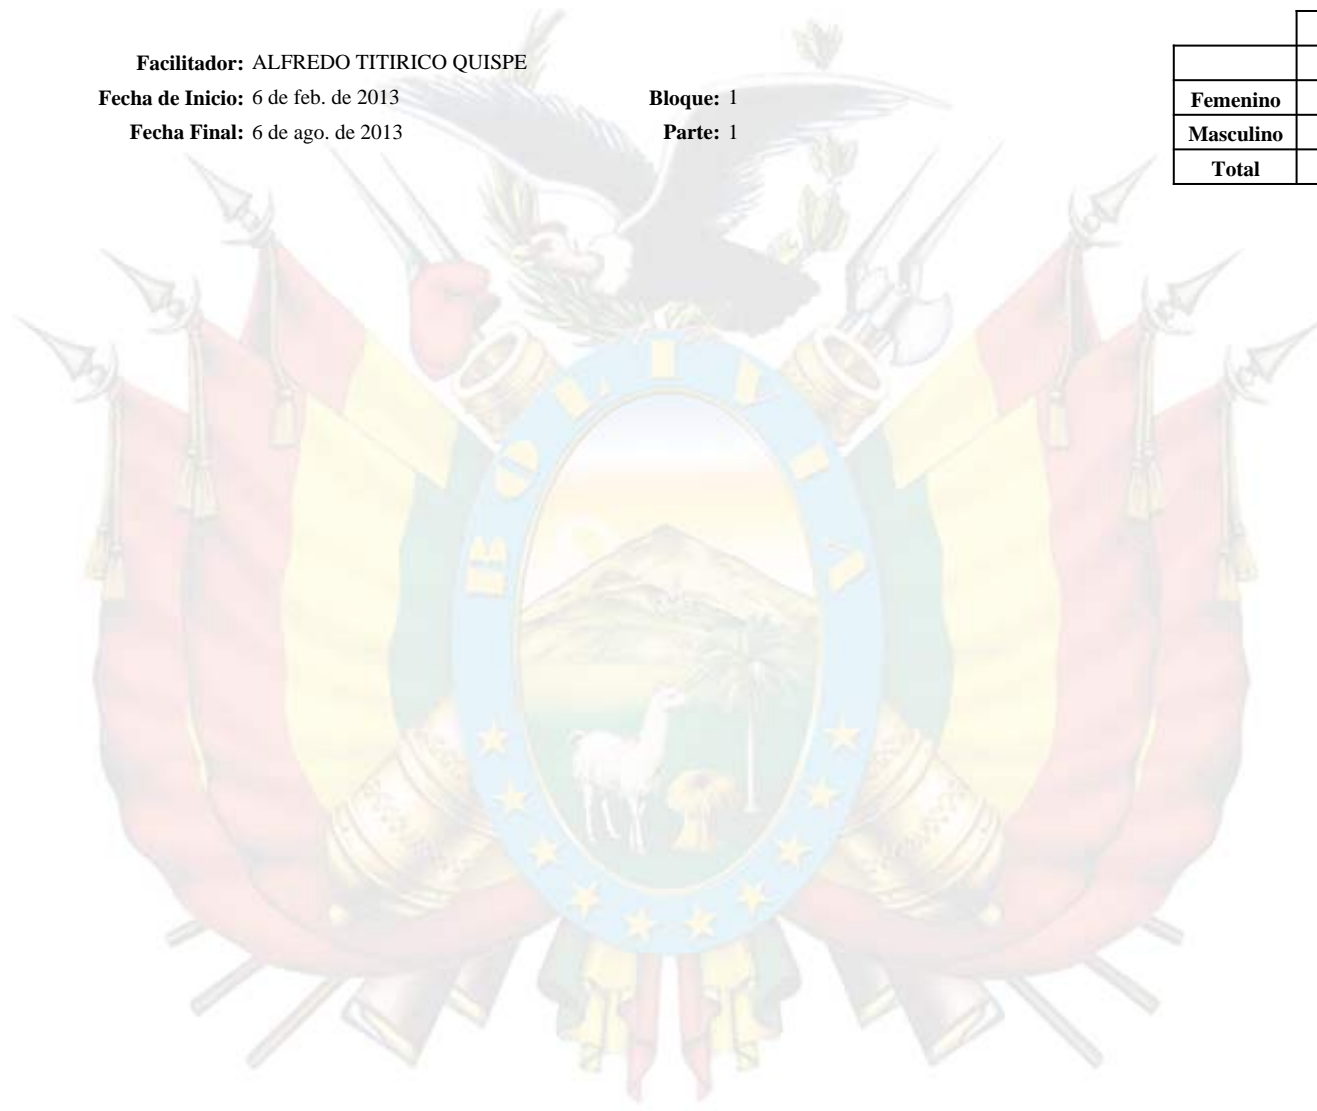 Facilitador: ALFREDO TITIRICO QUISPE
Fecha de Inicio: 6 de feb. de 2013 Bloque: 1
Fecha Final: 6 de ago. de 2013 Parte: 1
Femenino
Masculino
Total
BOLIVIA